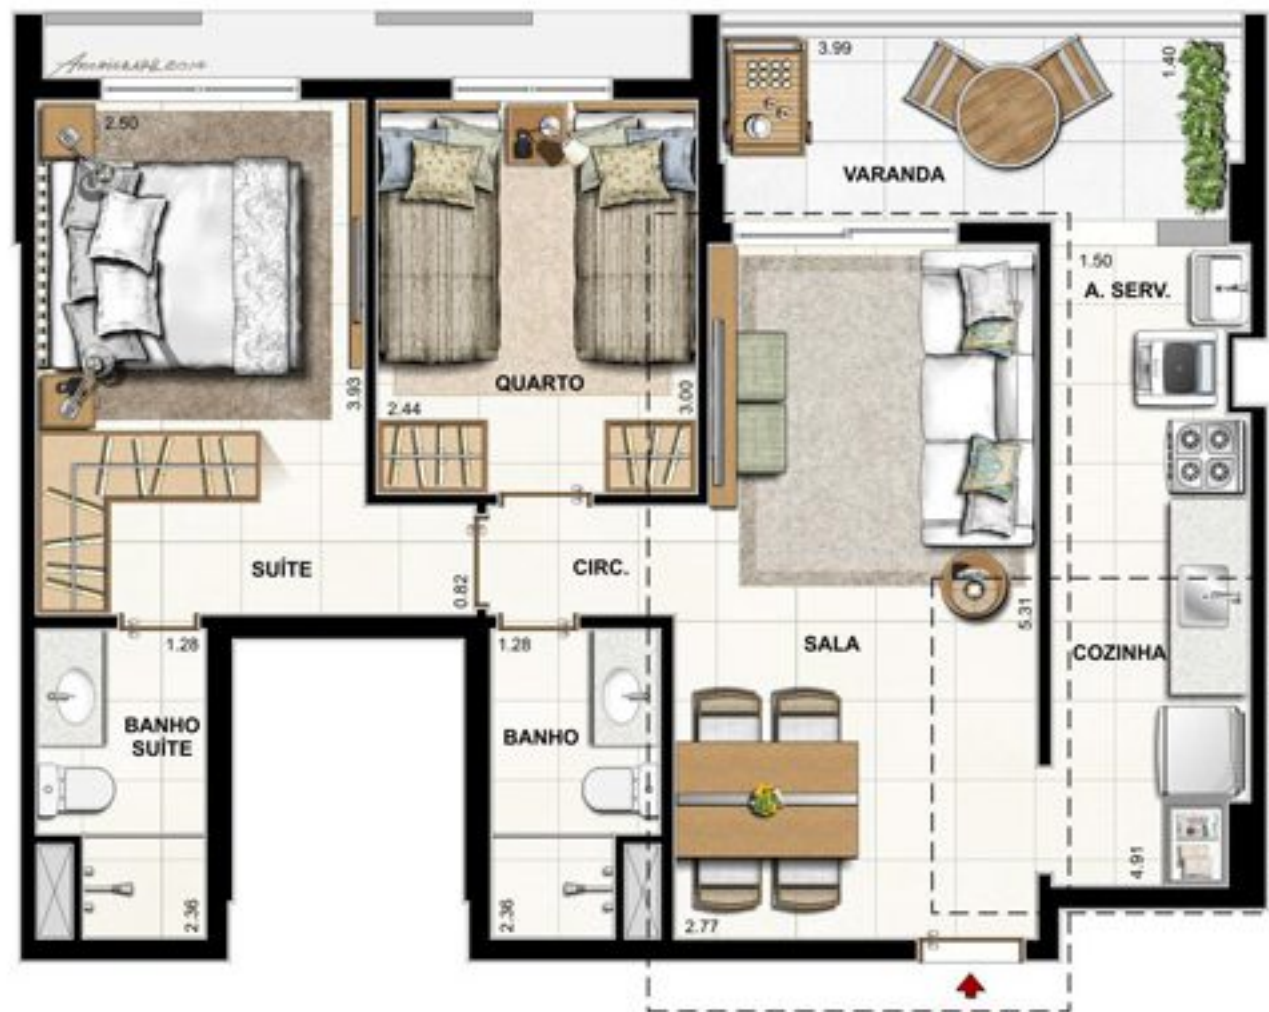 3.99
1.40
2.50
VARANDA
1.50
A. SERV.
QUARTO
3.93
2.44
3.00
SUÍTE
CIRC.
0.82
5.31
1.28
1.28
SALA
COZINHA
BANHO
SUÍTE
BANHO
4.91
2.36
2.36
2.77